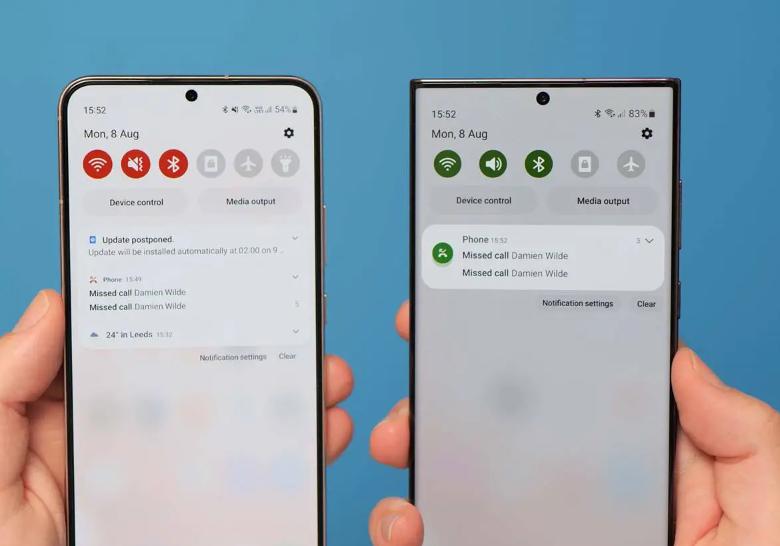 15:52
54%
Mon, 8 Aug
Device control
Media output
Update postponed.
Update will be installed automatically at 02:00 on 9 ..
Phone 15:49
Missed call Damien Wilde
Missed call Damien Wilde
5
24° in Leeds 15:32
Notification settings Clear
15:52
83%
Mon, 8 Aug
Device control
Media output
Phone 15:52
3
Missed call Damien Wilde
Missed call Damien Wilde
Notification settings
Clear